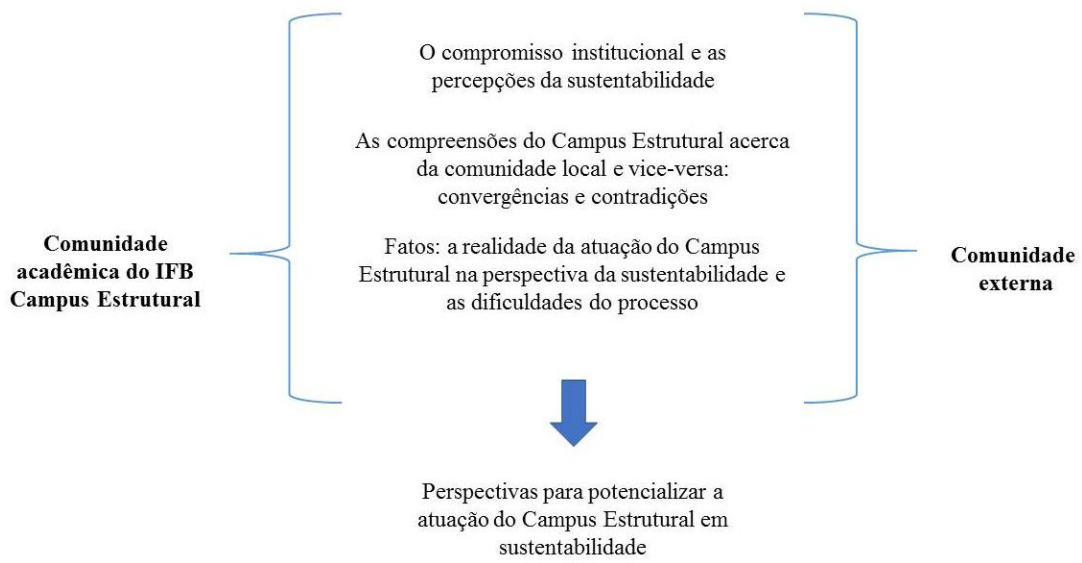 O compromisso institucional e as
percepções da sustentabilidade
As compreensões do Campus Estrutural acerca
da comunidade local e vice-versa:
convergências e contradições
Fatos: a realidade da atuação do Campus
Estrutural na perspectiva da sustentabilidade e
as dificuldades do processo
Comunidade
acadêmica do IFB
Campus Estrutural
Comunidade
externa
Perspectivas para potencializar a
atuação do Campus Estrutural em
sustentabilidade